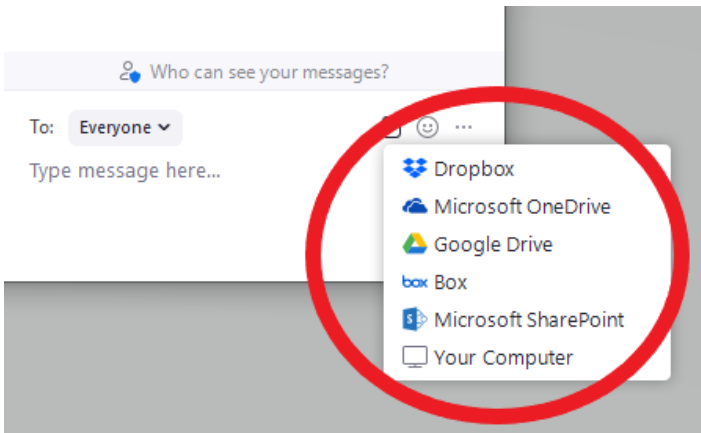 Who can see your messages?
To: Everyone
Type message here...
Dropbox
Microsoft OneDrive
Google Drive
box Box
S Microsoft SharePoint
Your Computer